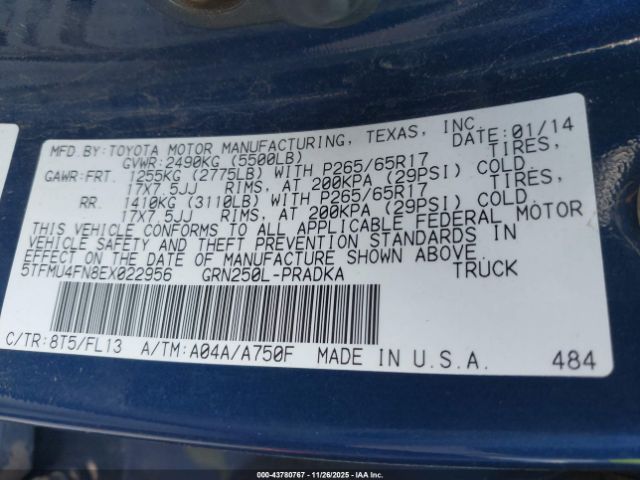 MFD.BY:TOYOTA MOTOR MANUFACTURING, TEXAS, INC. DATE:01/14
GVWR:2490KG (5500LB)
GAWR:FRT. 1255KG (2775LB) WITH P265/65R17 TIRES,
17X7.5JJ RIMS, AT 200KPA (29PSI) COLD.
RR. 1410KG (3110LB) WITH P265/65R17 TIRES,
17X7.5JJ RIMS, AT 200KPA (29PSI) COLD.
THIS VEHICLE CONFORMS TO ALL APPLICABLE FEDERAL MOTOR
VEHICLE SAFETY AND THEFT PREVENTION STANDARDS IN
EFFECT ON THE DATE OF MANUFACTURE SHOWN ABOVE.
5TFMU4FN8EX022956 GRN250L-PRADKA TRUCK
C/TR:8T5/FL13 A/TM:A04A/A750F MADE IN U.S.A. 484
000-43780767 - 11/26/2025 - IAA Inc.